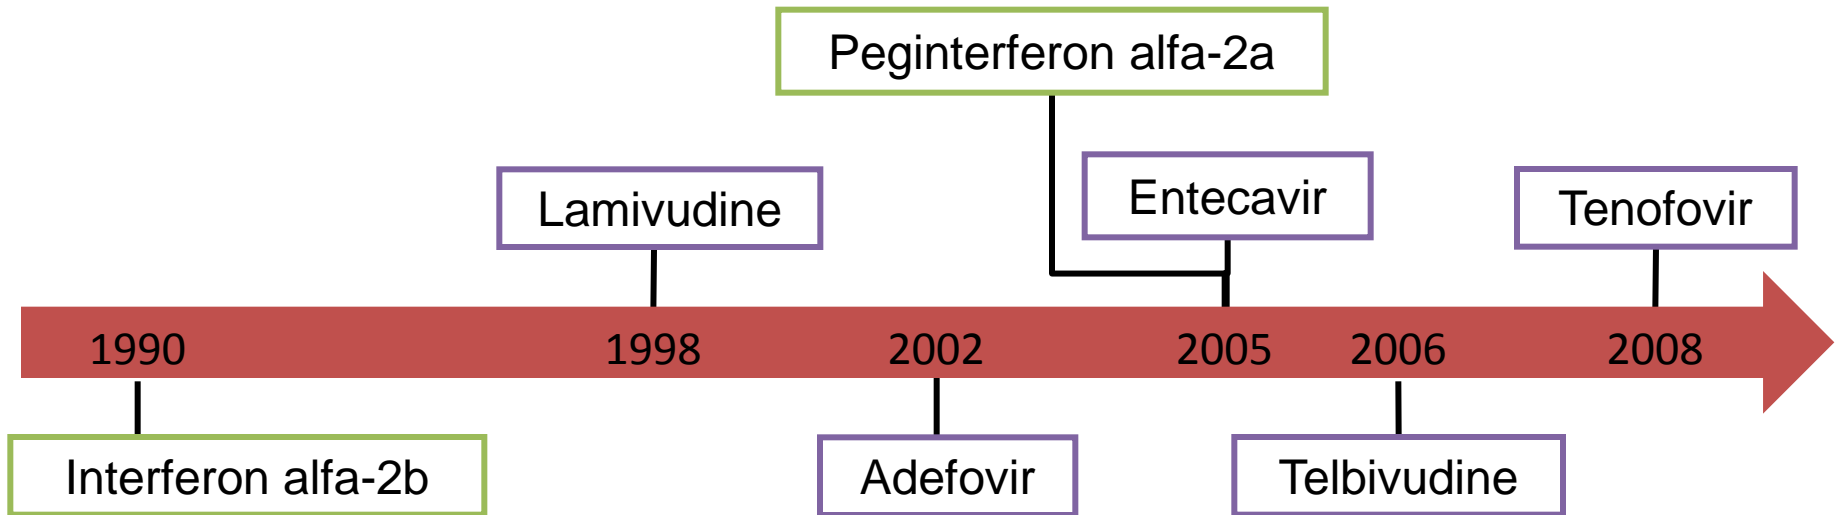 Peginterferon alfa-2a
Entecavir
Lamivudine
Tenofovir
1990
1998
2002
2005
2006
2008
Interferon alfa-2b
Adefovir
Telbivudine